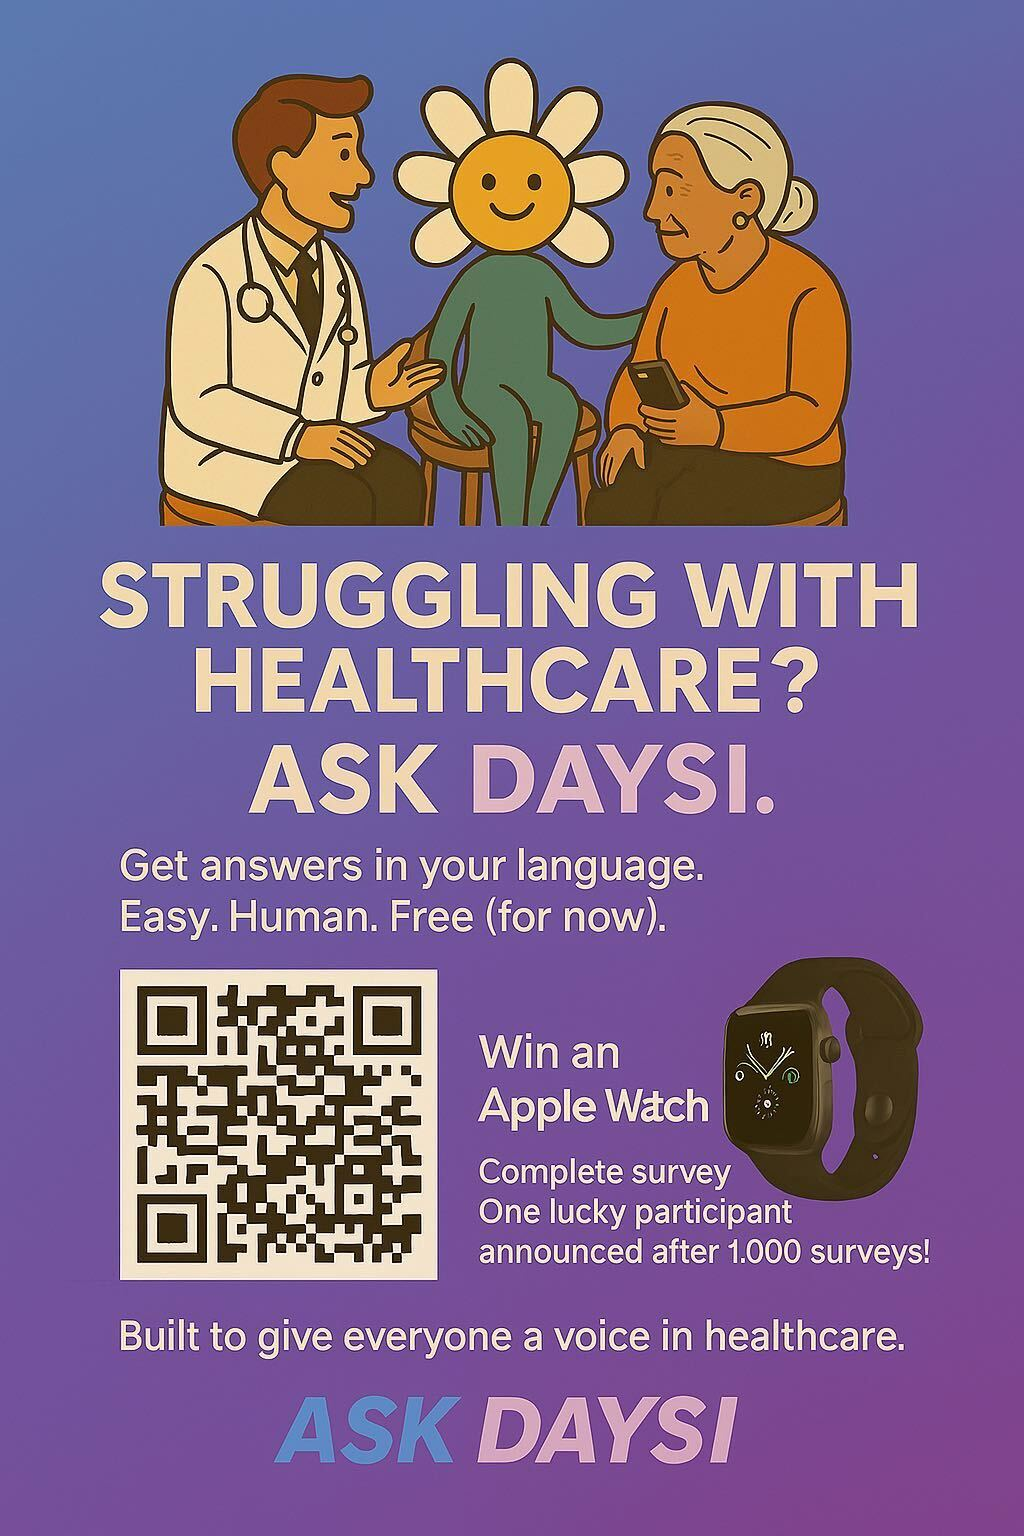 STRUGGLING WITH
HEALTHCARE?
ASK DAYSI.
Get answers in your language.
Easy. Human. Free (for now).
Win an
Apple Watch
Complete survey
One lucky participant
announced after 1.000 surveys!
Built to give everyone a voice in healthcare.
ASK DAYSI